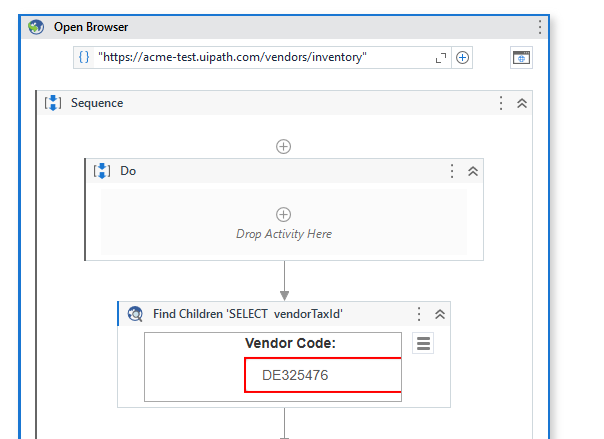 Open Browser
"https://acme-test.uipath.com/vendors/inventory"
Sequence
Do
Drop Activity Here
Find Children 'SELECT vendorTaxId'
Vendor Code:
DE325476